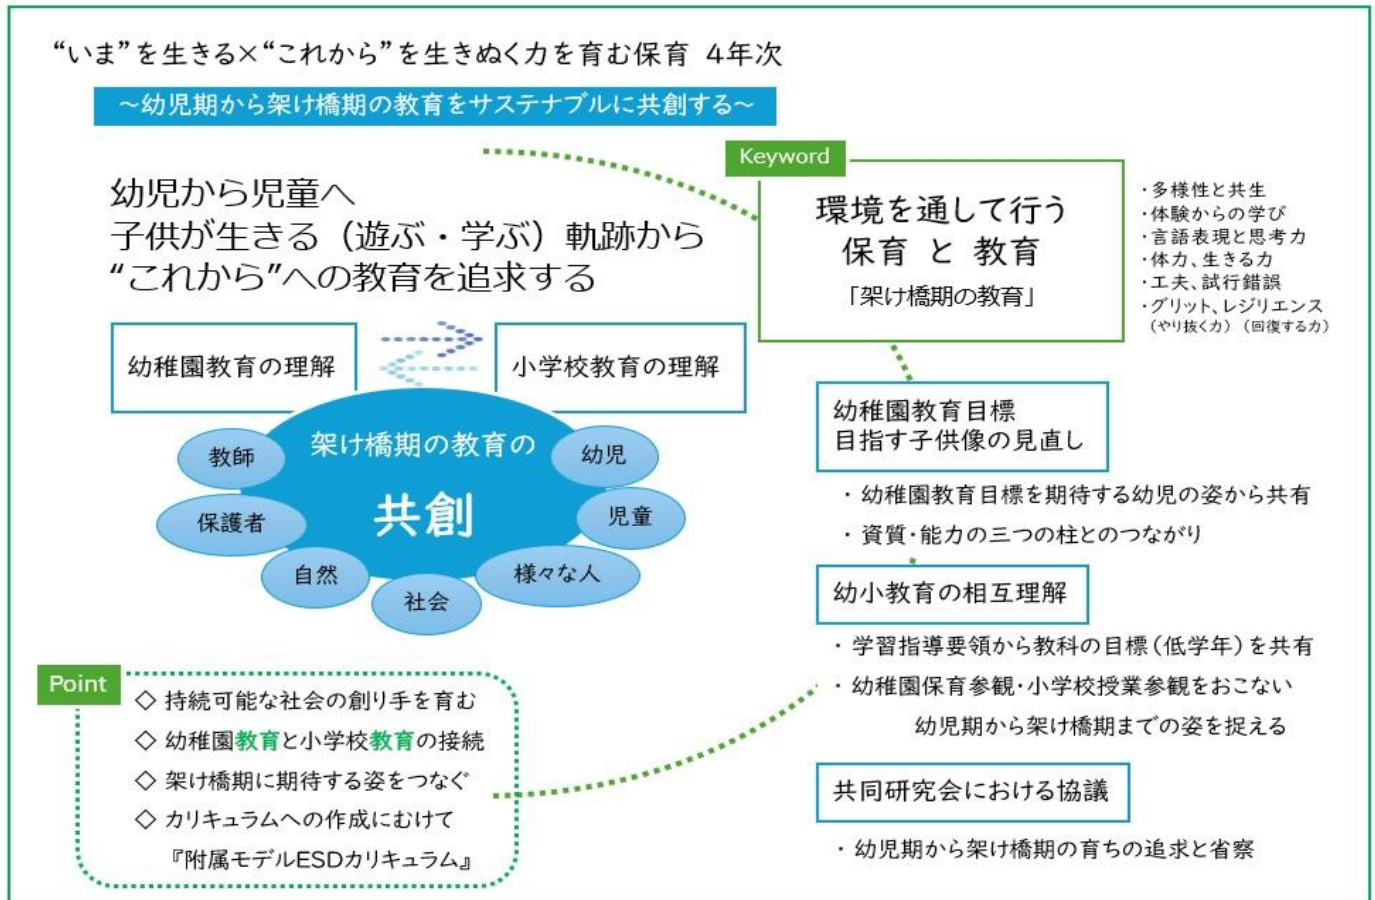 “いま”を生きる×“これから”を生きぬく力を育む保育 4年次
～幼児期から架け橋期の教育をサステナブルに共創する～
幼児から児童へ
子供が生きる（遊ぶ・学ぶ）軌跡から
“これから”への教育を追求する
幼稚園教育の理解
小学校教育の理解
架け橋期の教育の
共創
教師
保護者
自然
社会
様々な人
児童
幼児
Keyword
環境を通して行う
保育 と 教育
「架け橋期の教育」
・多様性と共生
・体験からの学び
・言語表現と思考力
・体力、生きる力
・工夫、試行錯誤
・グリット、レジリエンス
（やり抜く力）（回復する力）
幼稚園教育目標
目指す子供像の見直し
・ 幼稚園教育目標を期待する幼児の姿から共有
・ 資質・能力の三つの柱とのつながり
幼小教育の相互理解
・ 学習指導要領から教科の目標（低学年）を共有
・ 幼稚園保育参観・小学校授業参観をおこない
幼児期から架け橋期までの姿を捉える
共同研究会における協議
・ 幼児期から架け橋期の育ちの追求と省察
Point
◇ 持続可能な社会の創り手を育む
◇ 幼稚園教育と小学校教育の接続
◇ 架け橋期に期待する姿をつなぐ
◇ カリキュラムへの作成にむけて
『附属モデルESDカリキュラム』